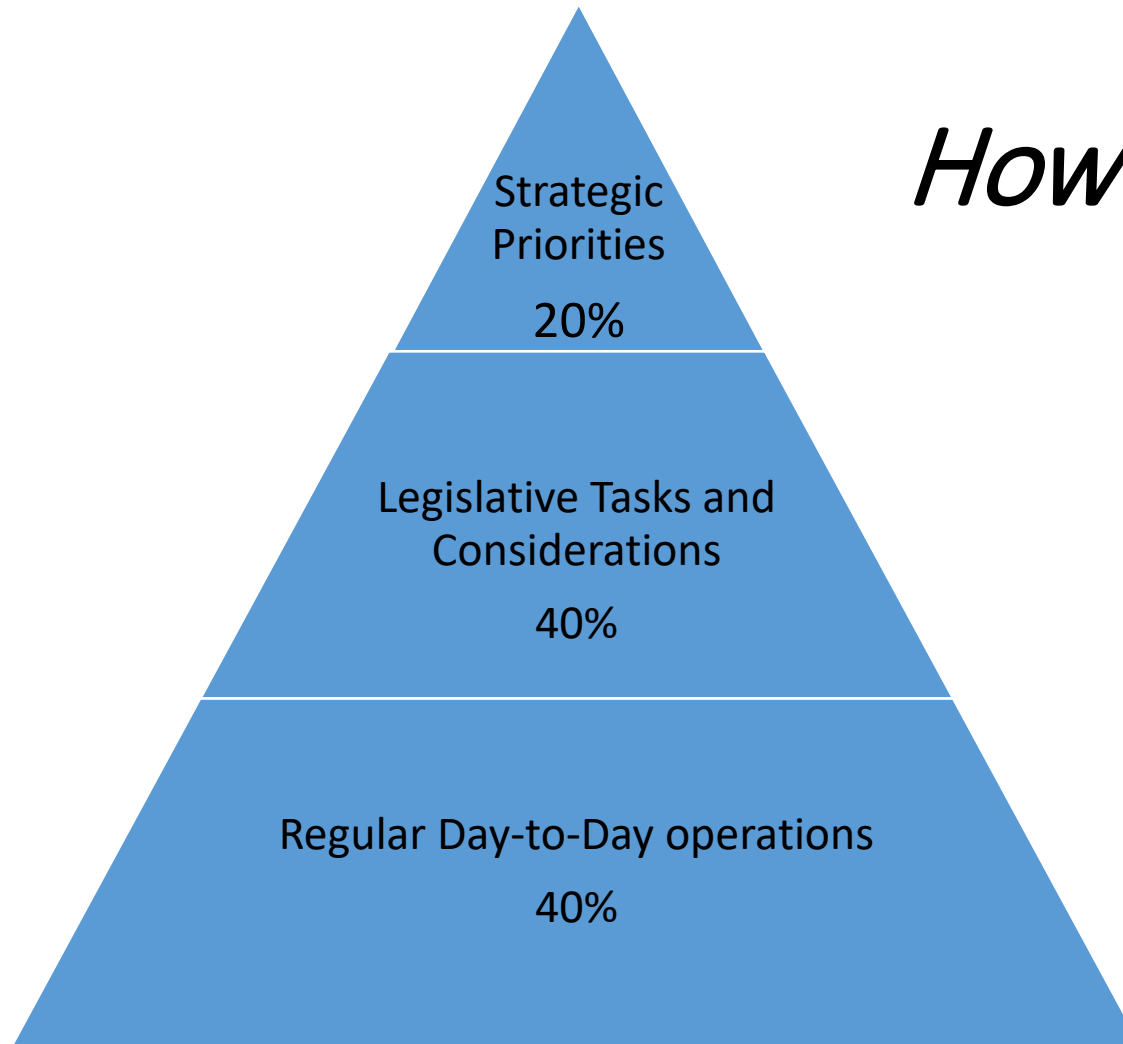 How
Strategic
Priorities
20%
Legislative Tasks and
Considerations
40%
Regular Day-to-Day operations
40%